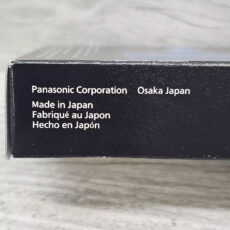 Panasonic Corporation Osaka Japan
Made in Japan
Fabriqué au Japon
Hecho en Japón